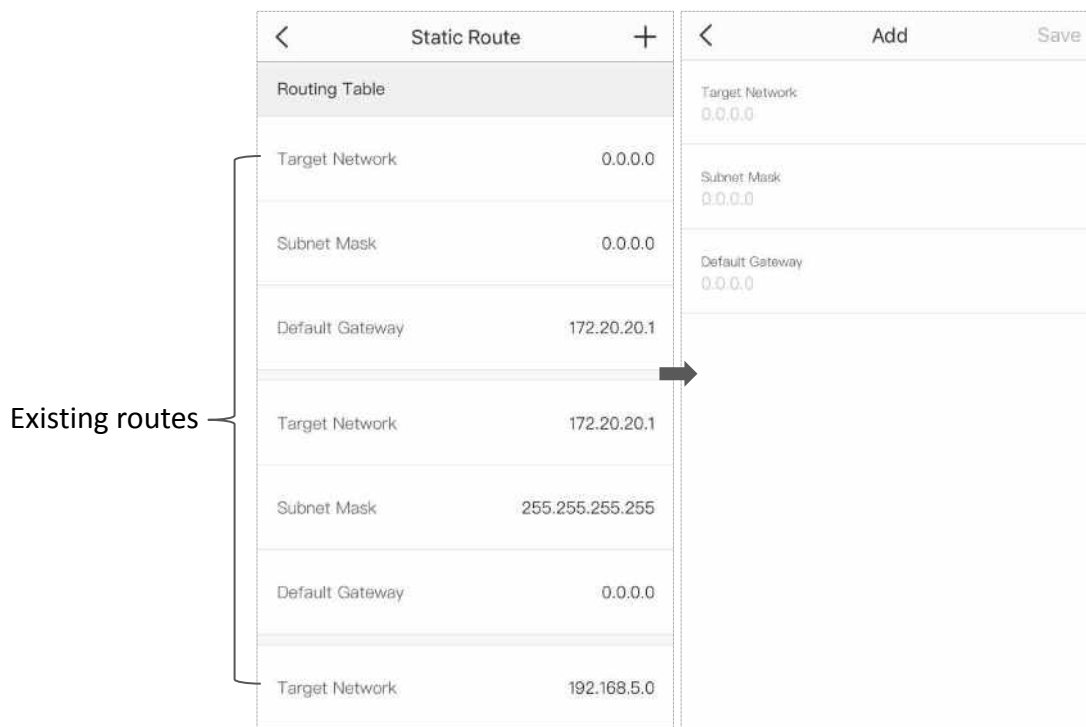 Static Route
Routing Table
Target Network 0.0.0.0
Subnet Mask 0.0.0.0
Default Gateway 172.20.20.1
Existing routes
Target Network 172.20.20.1
Subnet Mask 255.255.255.255
Default Gateway 0.0.0.0
Target Network 192.168.5.0
Add Save
Target Network
0.0.0.0
Subnet Mask
0.0.0.0
Default Gateway
0.0.0.0